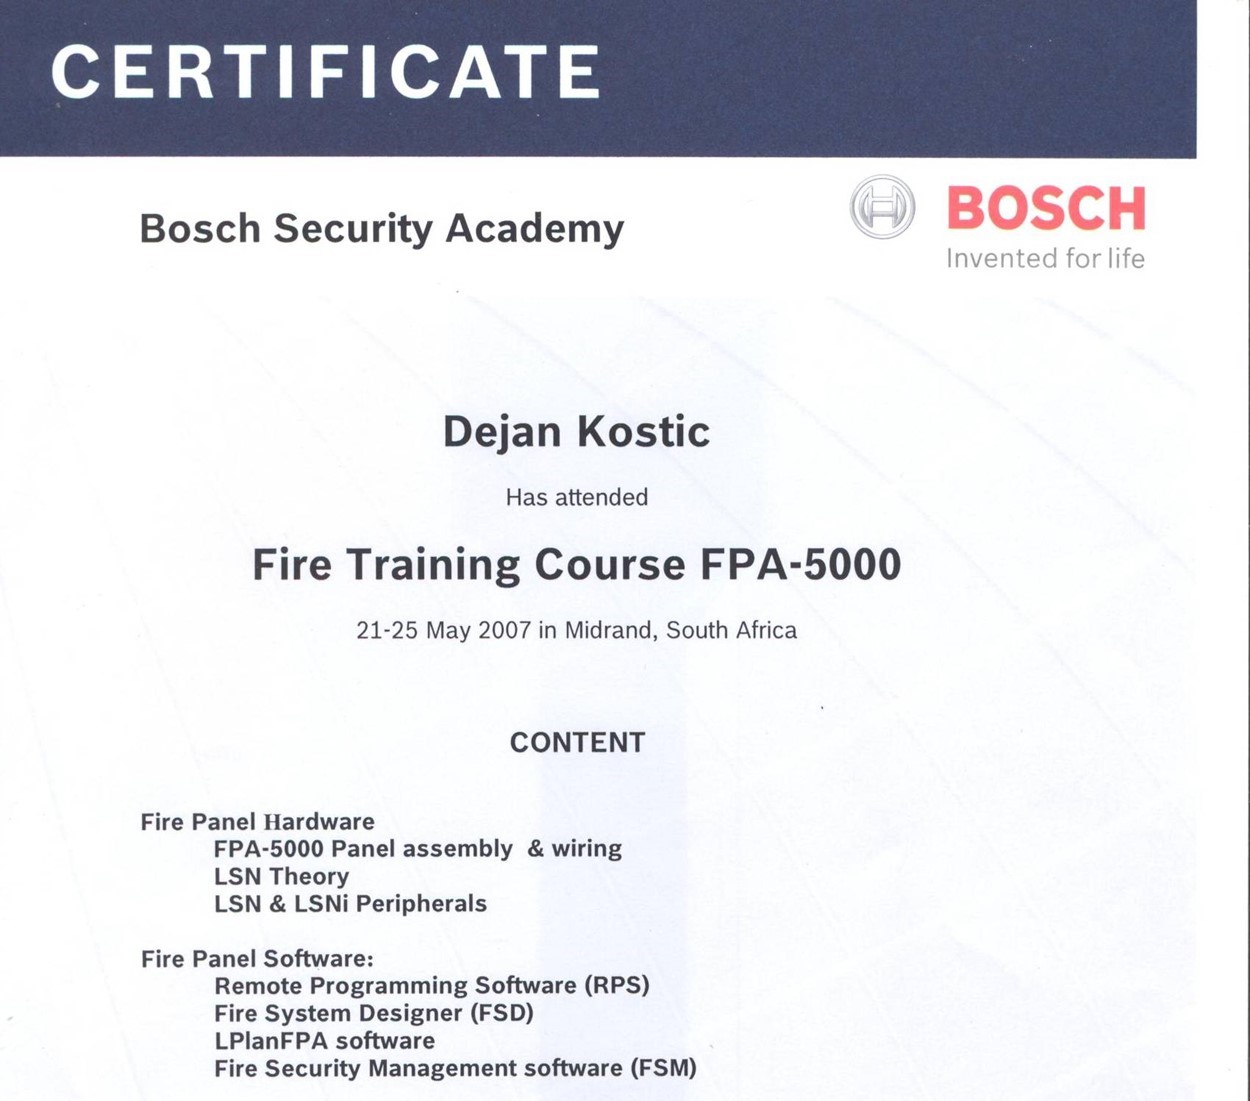 CERTIFICATE
Bosch Security Academy
BOSCH
Invented for life
Dejan Kostic
Has attended
Fire Training Course FPA-5000
21-25 May 2007 in Midrand, South Africa
CONTENT
Fire Panel Hardware
FPA-5000 Panel assembly & wiring
LSN Theory
LSN & LSNi Peripherals
Fire Panel Software:
Remote Programming Software (RPS)
Fire System Designer (FSD)
LPlanFPA software
Fire Security Management software (FSM)